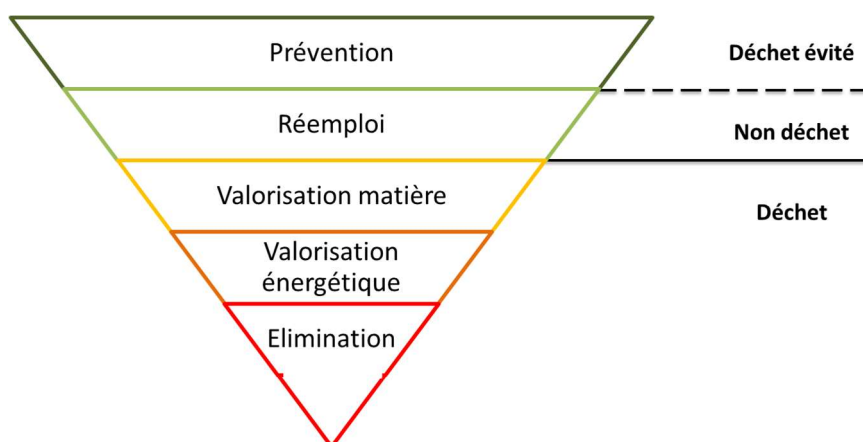 Prévention
Déchet évité
Réemploi
Non déchet
Valorisation matière
Déchet
Valorisation
énergétique
Elimination